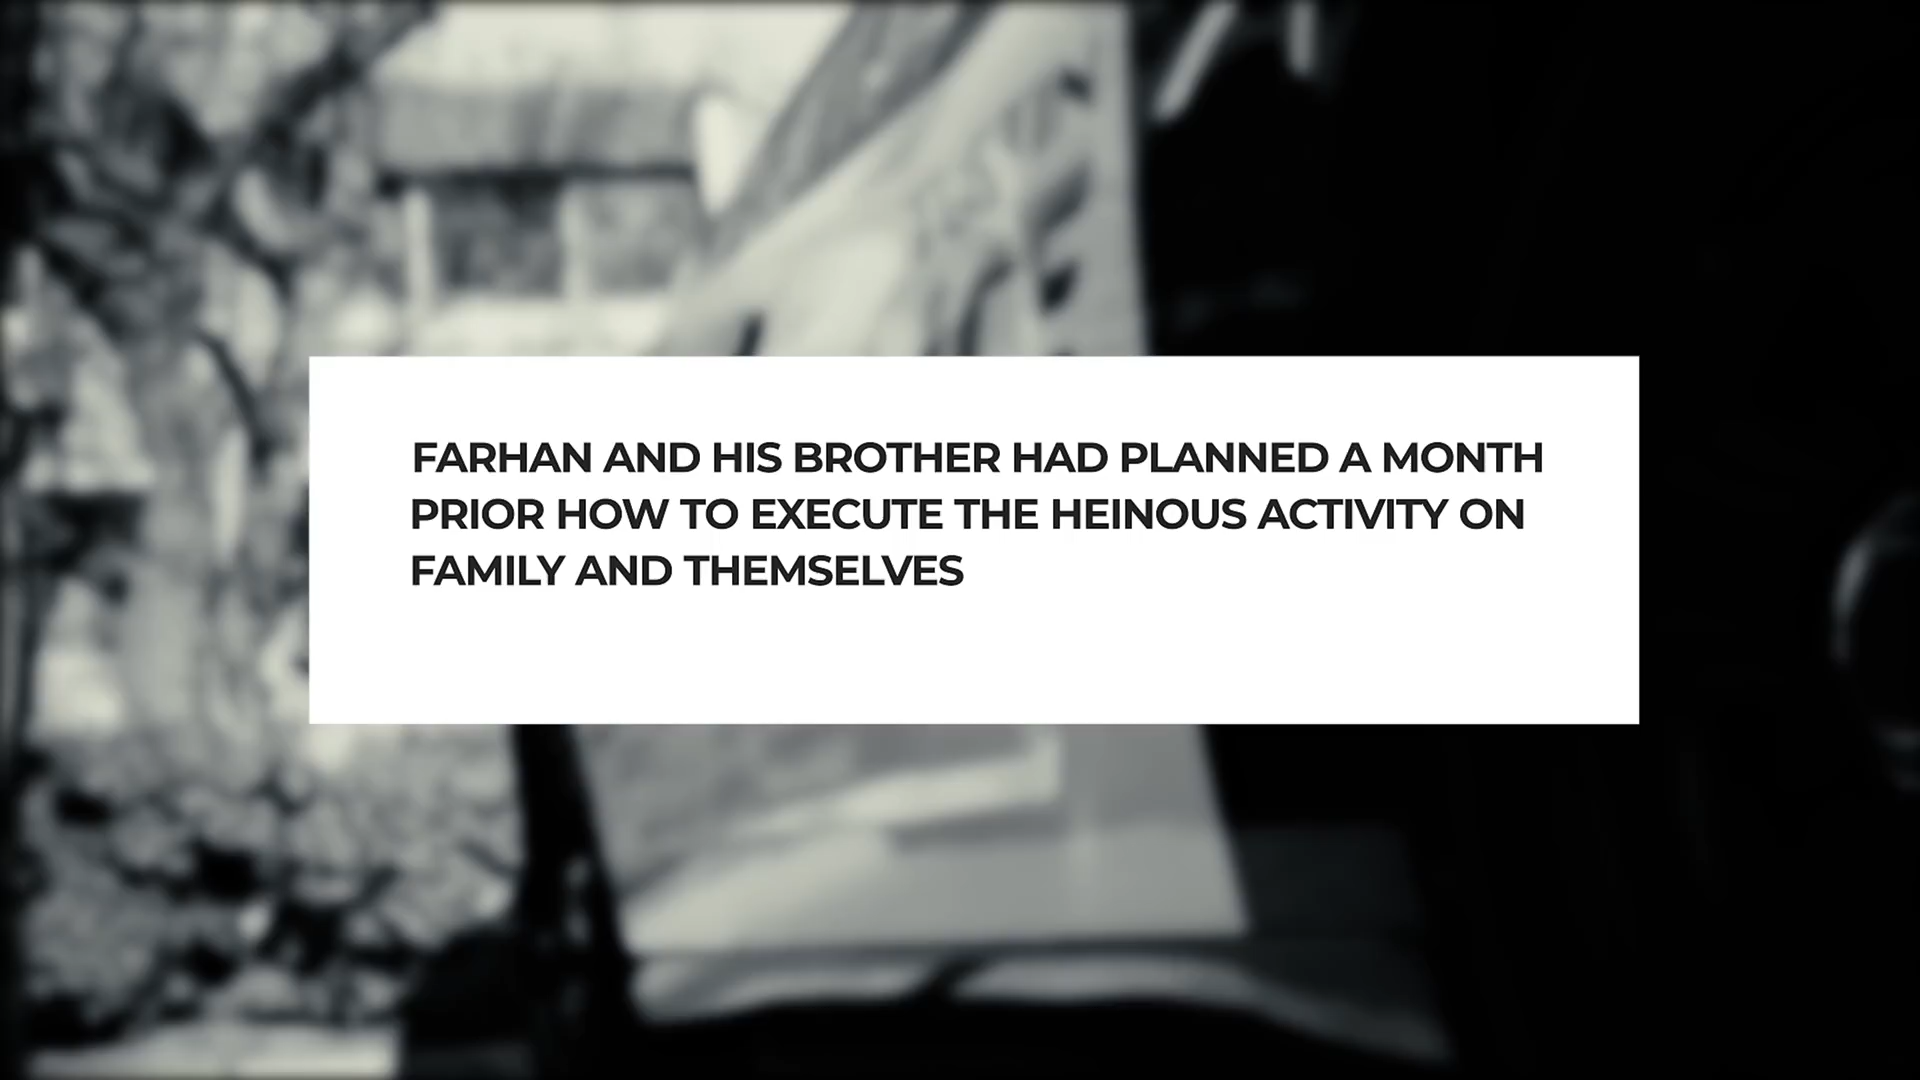 FARHAN AND HIS BROTHER HAD PLANNED A MONTH
PRIOR HOW TO EXECUTE THE HEINOUS ACTIVITY ON
FAMILY AND THEMSELVES